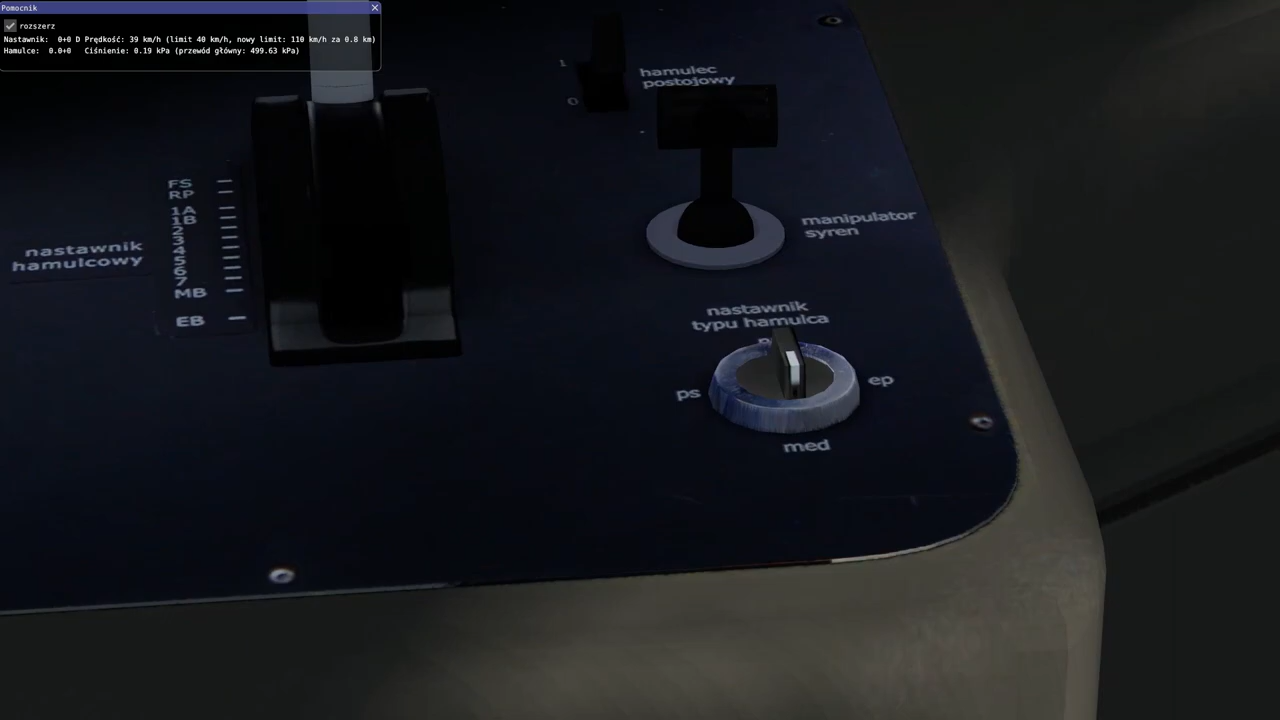 Pomocnik
rozszerz
Nastawnik: 0+0 D Prędkość: 39 km/h (limit 40 km/h, nowy limit: 110 km/h za 0.8 km)
Hamulce: 0.0+0 Ciśnienie: 0.19 kPa (przewód główny: 499.63 kPa)
1
hamulec
postojowy
0
FS
RP
1A
1B
2
3
4
5
6
7
MB
EB
nastawnik
hamulcowy
manipulator
syren
nastawnik
typu hamulca
ps
ep
med